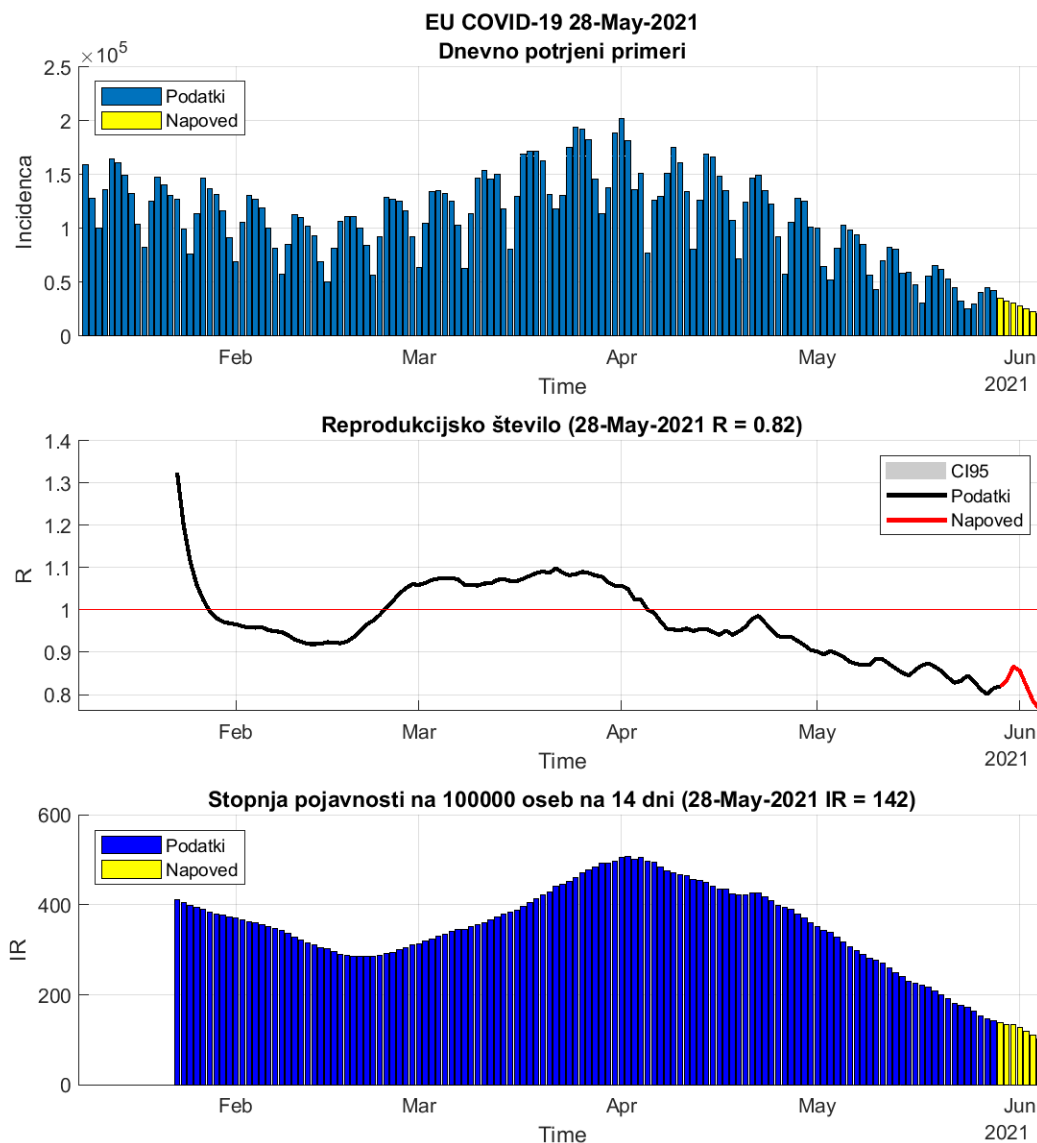 EU COVID-19 28-May-2021
Dnevno potrjeni primeri
×10^5
2.5
2
1.5
1
0.5
0
Incidenca
Podatki
Napoved
Feb
Mar
Apr
May
Jun
Time
2021
Reprodukcijsko število (28-May-2021 R = 0.82)
1.4
1.3
1.2
1.1
1
0.9
0.8
R
CI95
Podatki
Napoved
Feb
Mar
Apr
May
Jun
Time
2021
Stopnja pojavnosti na 100000 oseb na 14 dni (28-May-2021 IR = 142)
600
400
200
0
IR
Podatki
Napoved
Feb
Mar
Apr
May
Jun
Time
2021